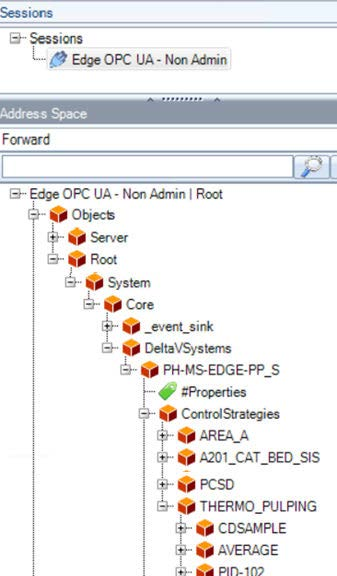 Sessions
Sessions
Edge OPC UA - Non Admin
Address Space
Forward
Edge OPC UA - Non Admin | Root
Objects
Server
Root
System
Core
_event_sink
DeltaVSystems
PH-MS-EDGE-PP_S
#Properties
ControlStrategies
AREA_A
A201_CAT_BED_SIS
PCSD
THERMO_PULPING
CDSAMPLE
AVERAGE
PID-102